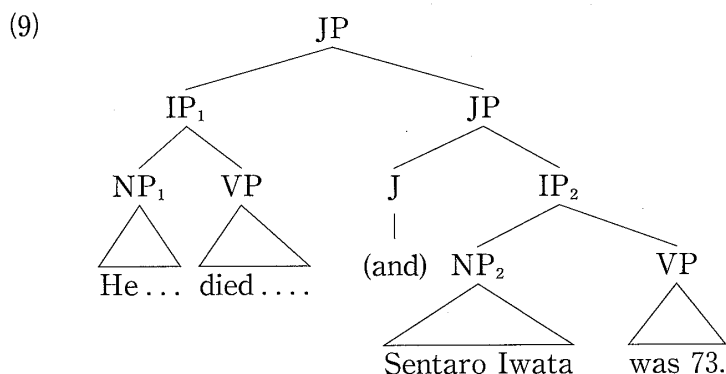 (9) JP
IP₁ JP
NP₁ VP J IP₂
He ... died .... (and) NP₂ VP
Sentaro Iwata was 73.